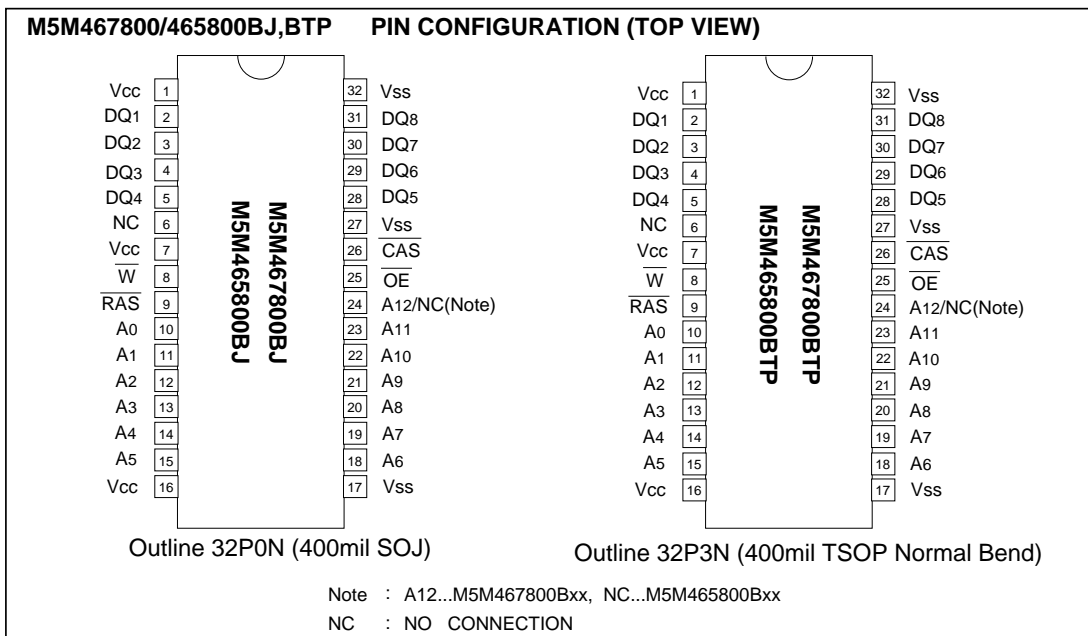 M5M467800/465800BJ,BTP PIN CONFIGURATION (TOP VIEW)
Vcc 1 32 Vss
DQ1 2 31 DQ8
DQ2 3 30 DQ7
DQ3 4 29 DQ6
DQ4 5 28 DQ5
NC 6 27 Vss
Vcc 7 26 CAS
W 8 25 OE
RAS 9 24 A12/NC(Note)
A0 10 23 A11
A1 11 22 A10
A2 12 21 A9
A3 13 20 A8
A4 14 19 A7
A5 15 18 A6
Vcc 16 17 Vss
M5M467800BJ
M5M465800BJ
Outline 32P0N (400mil SOJ)
Vcc 1 32 Vss
DQ1 2 31 DQ8
DQ2 3 30 DQ7
DQ3 4 29 DQ6
DQ4 5 28 DQ5
NC 6 27 Vss
Vcc 7 26 CAS
W 8 25 OE
RAS 9 24 A12/NC(Note)
A0 10 23 A11
A1 11 22 A10
A2 12 21 A9
A3 13 20 A8
A4 14 19 A7
A5 15 18 A6
Vcc 16 17 Vss
M5M467800BTP
M5M465800BTP
Outline 32P3N (400mil TSOP Normal Bend)
Note : A12...M5M467800Bxx, NC...M5M465800Bxx
NC : NO CONNECTION